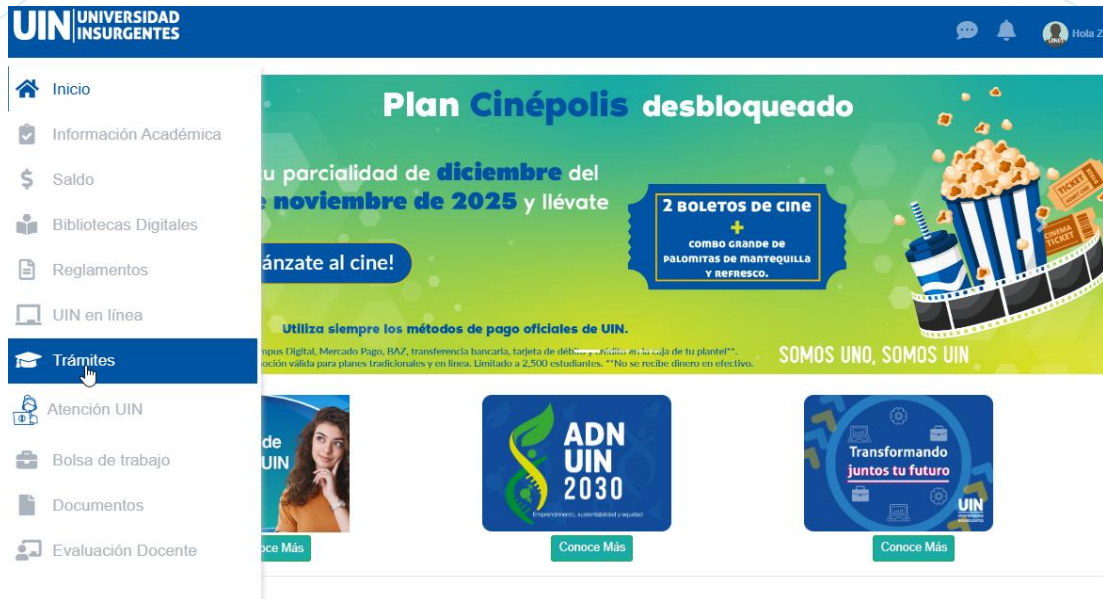 UIN UNIVERSIDAD
INSURGENTES
Hola Z
Inicio
Información Académica
Saldo
Bibliotecas Digitales
Reglamentos
UIN en línea
Trámites
Atención UIN
Bolsa de trabajo
Documentos
Evaluación Docente
Plan Cinépolis desbloqueado
tu parcialidad de diciembre del
noviembre de 2025 y llévate
ánzate al cine!
2 BOLETOS DE CINE
+
COMBO GRANDE DE
PALOMITAS DE MANTEQUILLA
Y REFRESCO.
TICKET
CINEMA
TICKET
Utiliza siempre los métodos de pago oficiales de UIN.
mpus Digital, Mercado Pago, BAZ, transferencia bancaria, tarjeta de débito y crédito en la caja de tu plantel**.
oción válida para planes tradicionales y en línea. Limitado a 2,500 estudiantes. **No se recibe dinero en efectivo.
SOMOS UNO, SOMOS UIN
de
UIN
oce Más
ADN
UIN
2030
Emprendimiento, sustentabilidad y equidad
Conoce Más
Transformando
juntos tu futuro
UIN
Conoce Más